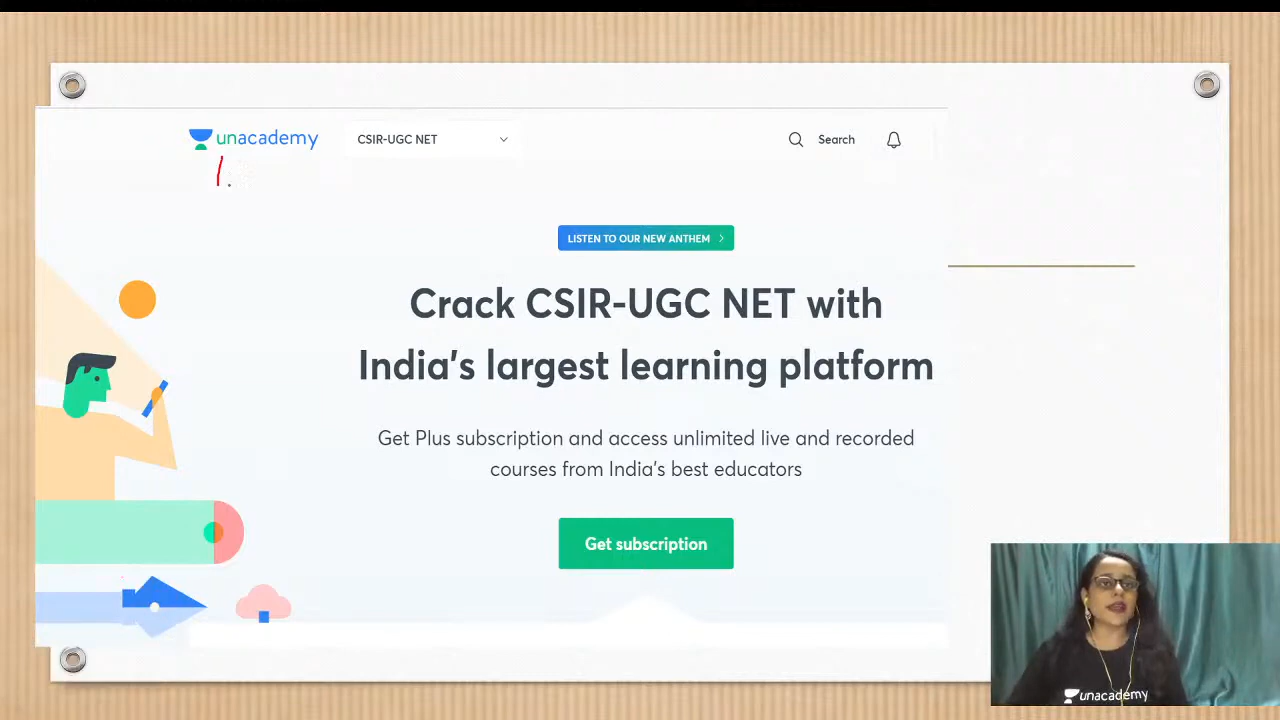 unacademy
CSIR-UGC NET
Search
LISTEN TO OUR NEW ANTHEM
Crack CSIR-UGC NET with
India's largest learning platform
Get Plus subscription and access unlimited live and recorded
courses from India's best educators
Get subscription
unacademy